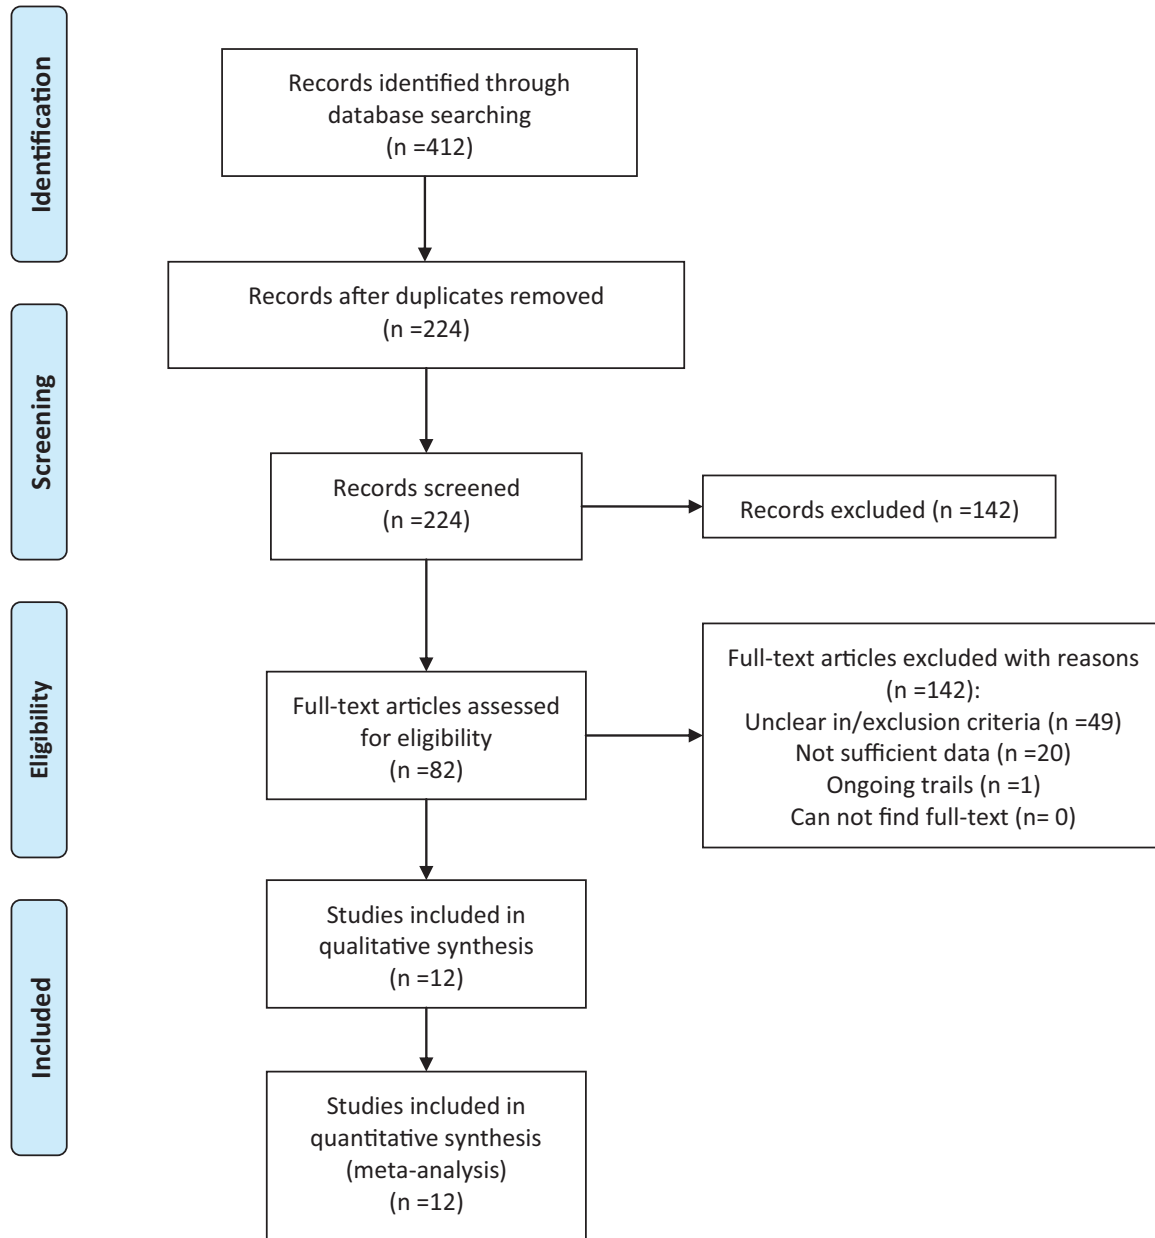 Identification
Records identified through
database searching
(n =412)
Records after duplicates removed
(n =224)
Screening
Records screened
(n =224)
Records excluded (n =142)
Eligibility
Full-text articles assessed
for eligibility
(n =82)
Full-text articles excluded with reasons
(n =142):
Unclear in/exclusion criteria (n =49)
Not sufficient data (n =20)
Ongoing trails (n =1)
Can not find full-text (n= 0)
Included
Studies included in
qualitative synthesis
(n =12)
Studies included in
quantitative synthesis
(meta-analysis)
(n =12)